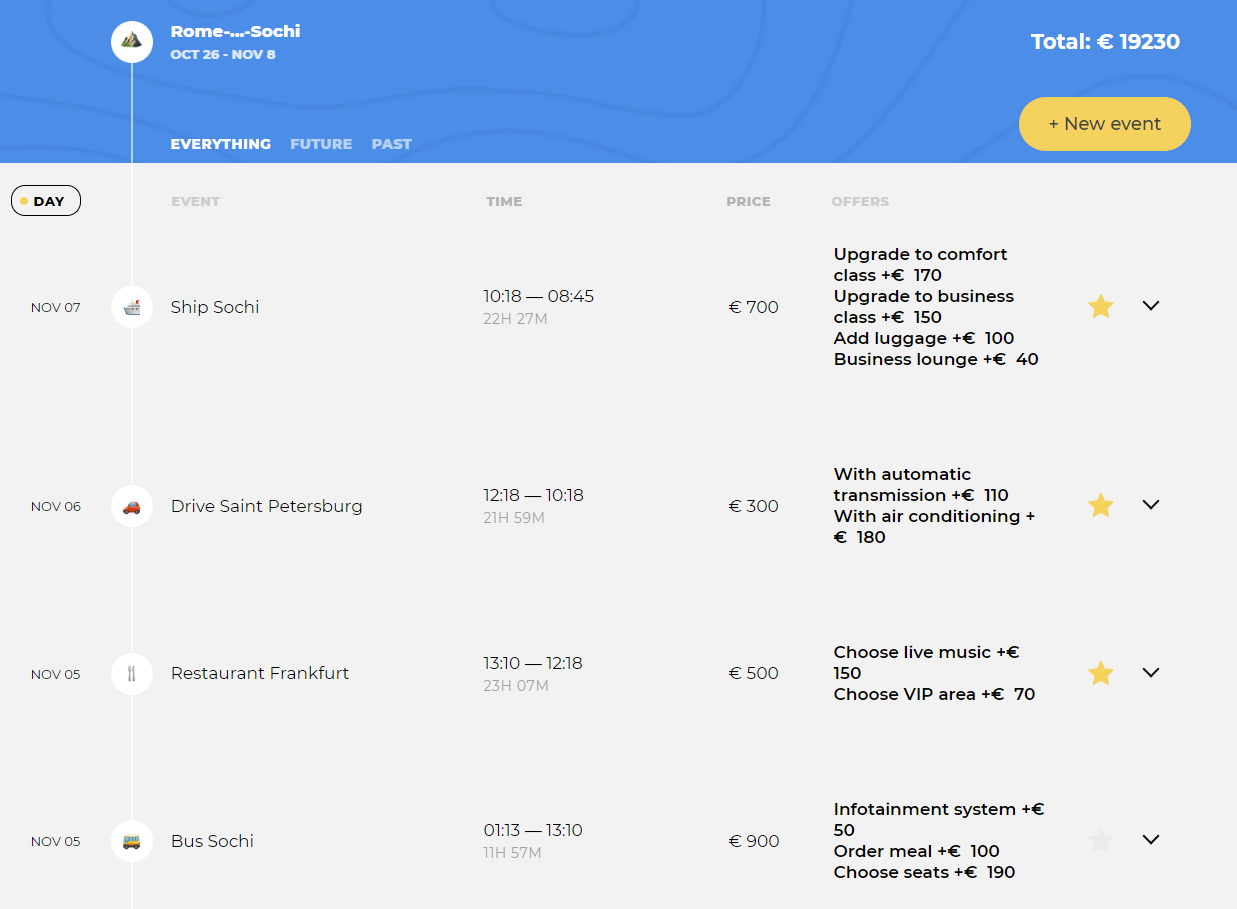 Rome-...-Sochi
OCT 26 - NOV 8
Total: € 19230
+ New event
EVERYTHING FUTURE PAST
DAY EVENT TIME PRICE OFFERS
NOV 07 Ship Sochi
10:18 — 08:45
22H 27M
€ 700
Upgrade to comfort
class +€ 170
Upgrade to business
class +€ 150
Add luggage +€ 100
Business lounge +€ 40
NOV 06 Drive Saint Petersburg
12:18 — 10:18
21H 59M
€ 300
With automatic
transmission +€ 110
With air conditioning +
€ 180
NOV 05 Restaurant Frankfurt
13:10 — 12:18
23H 07M
€ 500
Choose live music +€
150
Choose VIP area +€ 70
NOV 05 Bus Sochi
01:13 — 13:10
11H 57M
€ 900
Infotainment system +€
50
Order meal +€ 100
Choose seats +€ 190